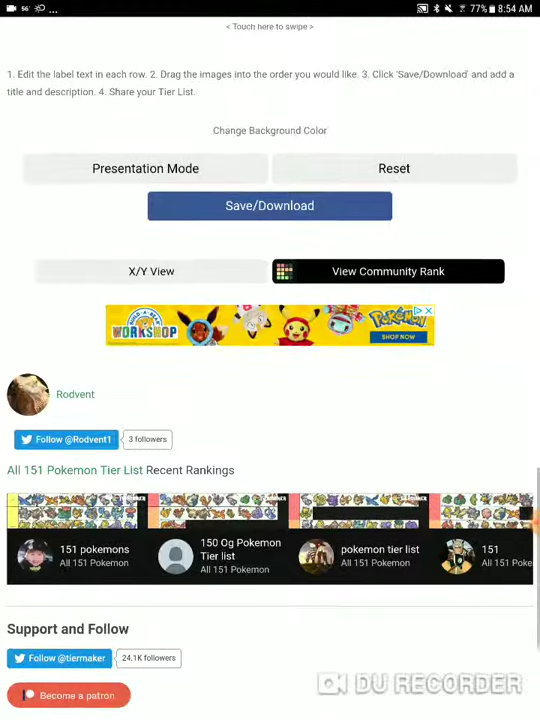 56°
...
77%
8:54 AM
< Touch here to swipe >
1. Edit the label text in each row. 2. Drag the images into the order you would like. 3. Click 'Save/Download' and add a
title and description. 4. Share your Tier List.
Change Background Color
Presentation Mode
Reset
Save/Download
X/Y View
View Community Rank
BUILD-A-BEAR
WORKSHOP
Pokémon
SHOP NOW
Rodvent
Follow @Rodvent1
3 followers
All 151 Pokemon Tier List Recent Rankings
151 pokemons
All 151 Pokemon
150 Og Pokemon
Tier list
All 151 Pokemon
pokemon tier list
All 151 Pokemon
151
All 151 Poke
Support and Follow
Follow @tiermaker
24.1K followers
Become a patron
DU RECORDER